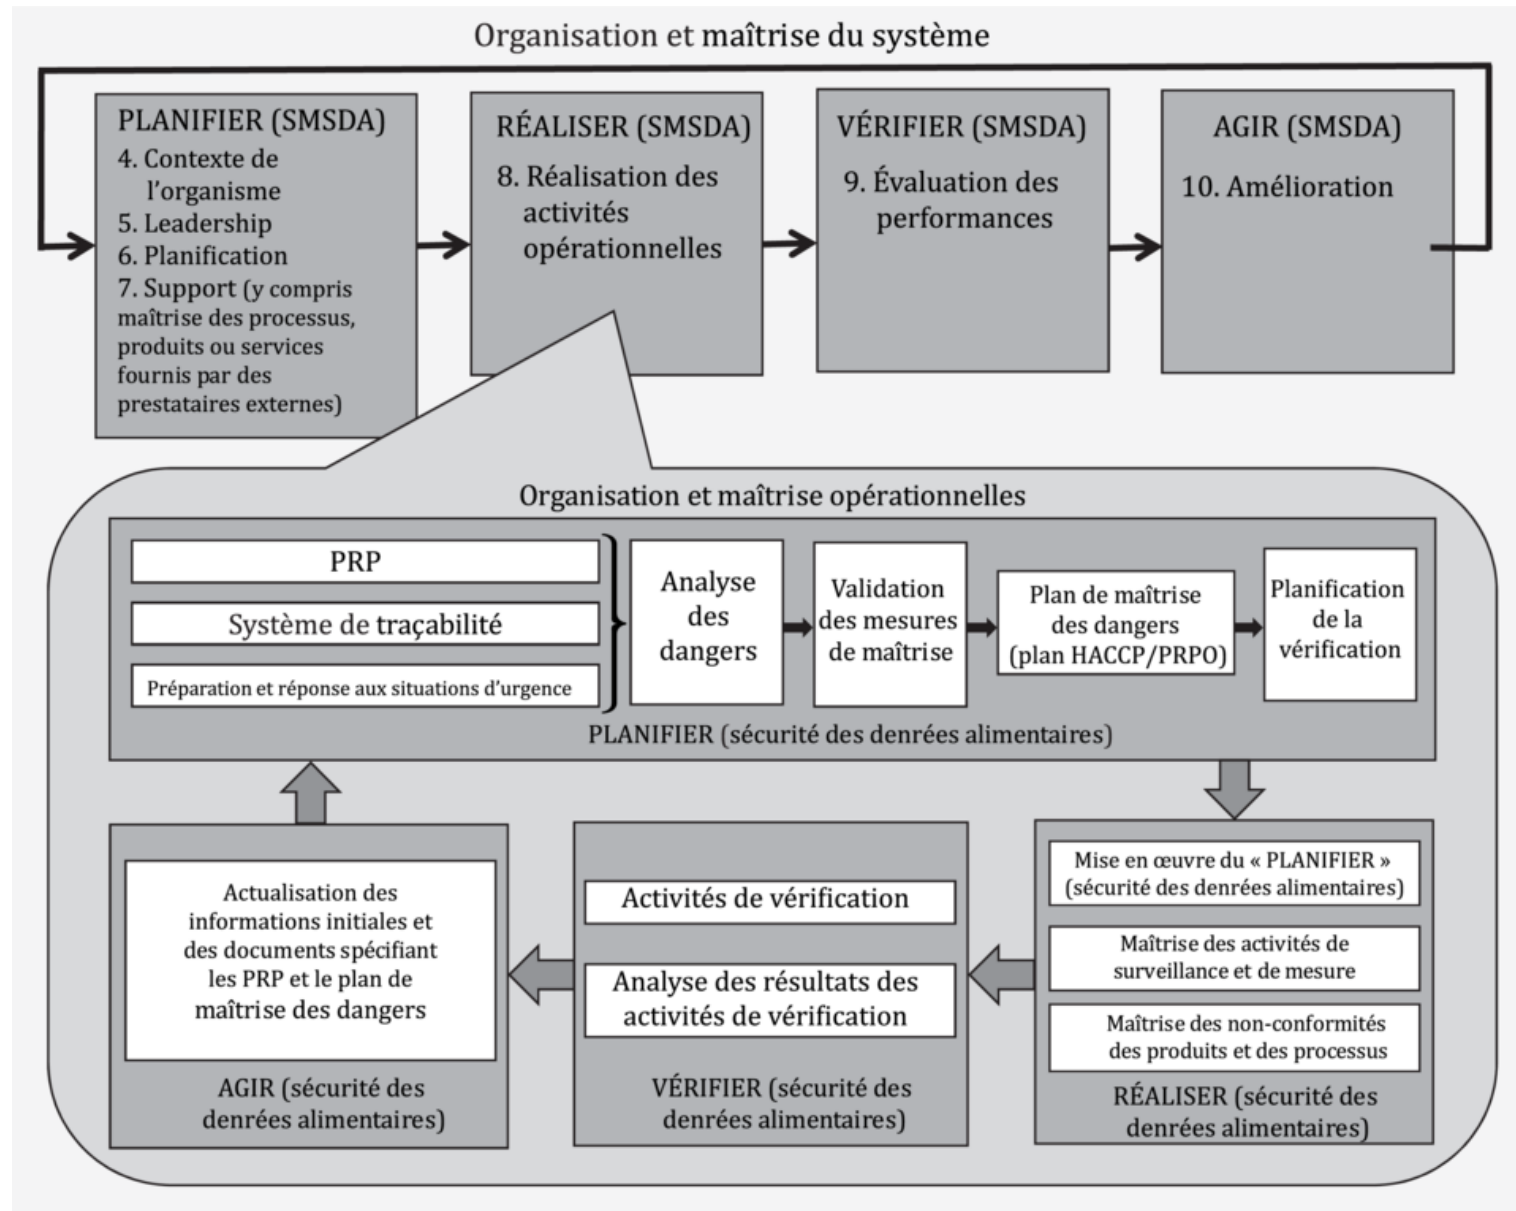 Organisation et maîtrise du système
PLANIFIER (SMSDA)
4. Contexte de
l'organisme
5. Leadership
6. Planification
7. Support (y compris
maîtrise des processus,
produits ou services
fournis par des
prestataires externes)
RÉALISER (SMSDA)
8. Réalisation des
activités
opérationnelles
VÉRIFIER (SMSDA)
9. Évaluation des
performances
AGIR (SMSDA)
10. Amélioration
Organisation et maîtrise opérationnelles
PRP
Système de traçabilité
Préparation et réponse aux situations d'urgence
Analyse
des
dangers
Validation
des mesures
de maîtrise
Plan de maîtrise
des dangers
(plan HACCP/PRPO)
Planification
de la
vérification
PLANIFIER (sécurité des denrées alimentaires)
Actualisation des
informations initiales et
des documents spécifiant
les PRP et le plan de
maîtrise des dangers
AGIR (sécurité des
denrées alimentaires)
Activités de vérification
Analyse des résultats des
activités de vérification
VÉRIFIER (sécurité des
denrées alimentaires)
Mise en œuvre du « PLANIFIER »
(sécurité des denrées alimentaires)
Maîtrise des activités de
surveillance et de mesure
Maîtrise des non-conformités
des produits et des processus
RÉALISER (sécurité des
denrées alimentaires)